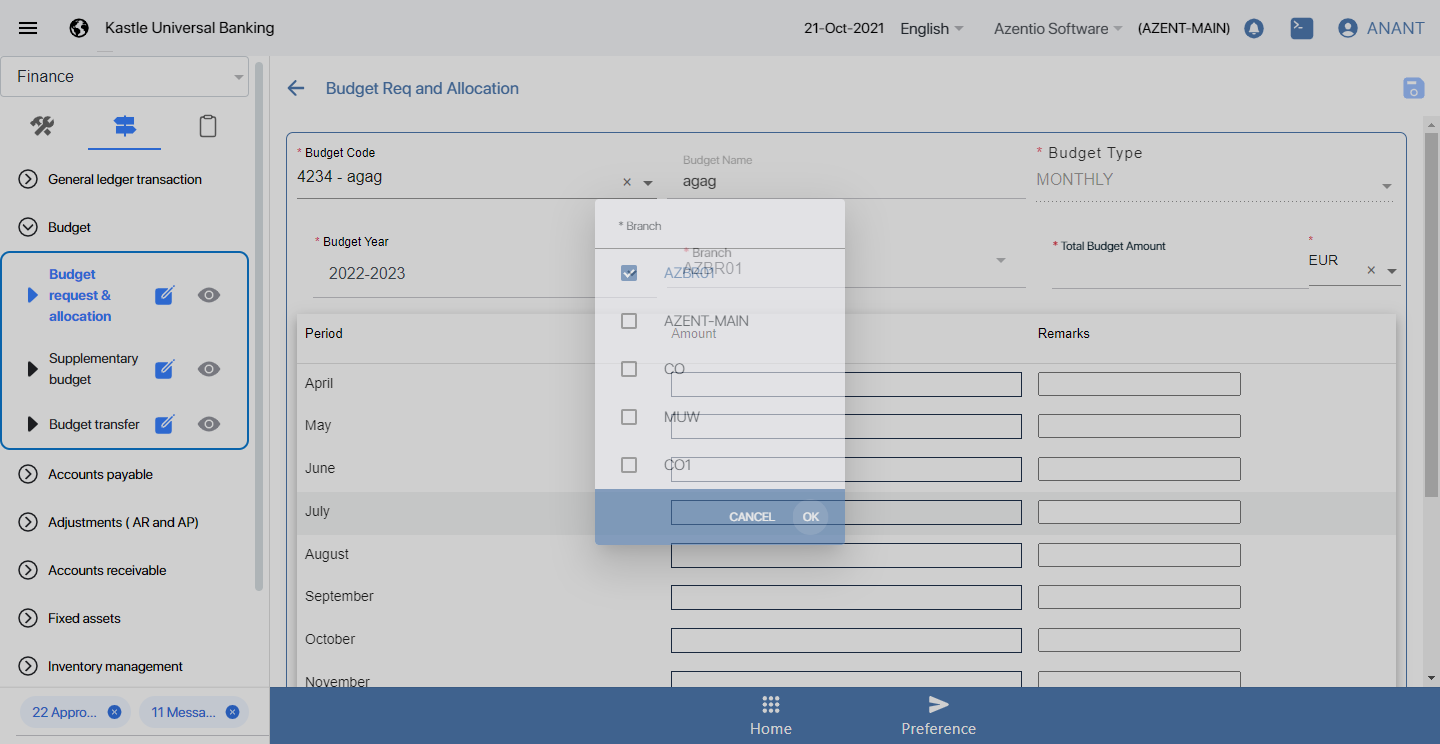 Kastle Universal Banking
21-Oct-2021
English
Azentio Software
(AZENT-MAIN)
ANANT
Finance
Budget Req and Allocation
General ledger transaction
Budget
Budget
request &
allocation
Supplementary
budget
Budget transfer
Accounts payable
Adjustments ( AR and AP)
Accounts receivable
Fixed assets
Inventory management
22 Appro...
11 Messa...
* Budget Code
4234 - agag
Budget Name
agag
* Budget Type
MONTHLY
* Budget Year
2022-2023
* Branch
AZBR01
* Total Budget Amount
*
EUR
* Branch
AZBR01
AZENT-MAIN
CO
MUW
CO1
CANCEL
OK
Period
Amount
Remarks
April
May
June
July
August
September
October
November
Home
Preference